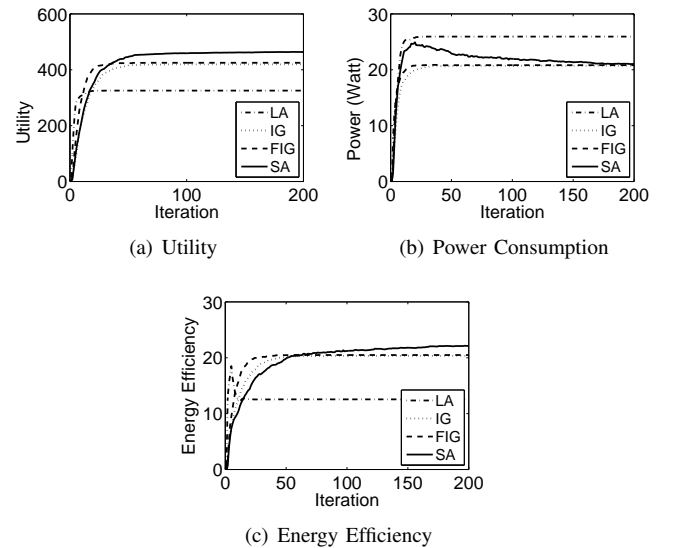 600
400
200
0
Utility
0
100
200
Iteration
LA
IG
FIG
SA
(a) Utility
30
20
10
0
Power (Watt)
0
50
100
150
200
Iteration
LA
IG
FIG
SA
(b) Power Consumption
30
20
10
0
Energy Efficiency
0
50
100
150
200
Iteration
LA
IG
FIG
SA
(c) Energy Efficiency